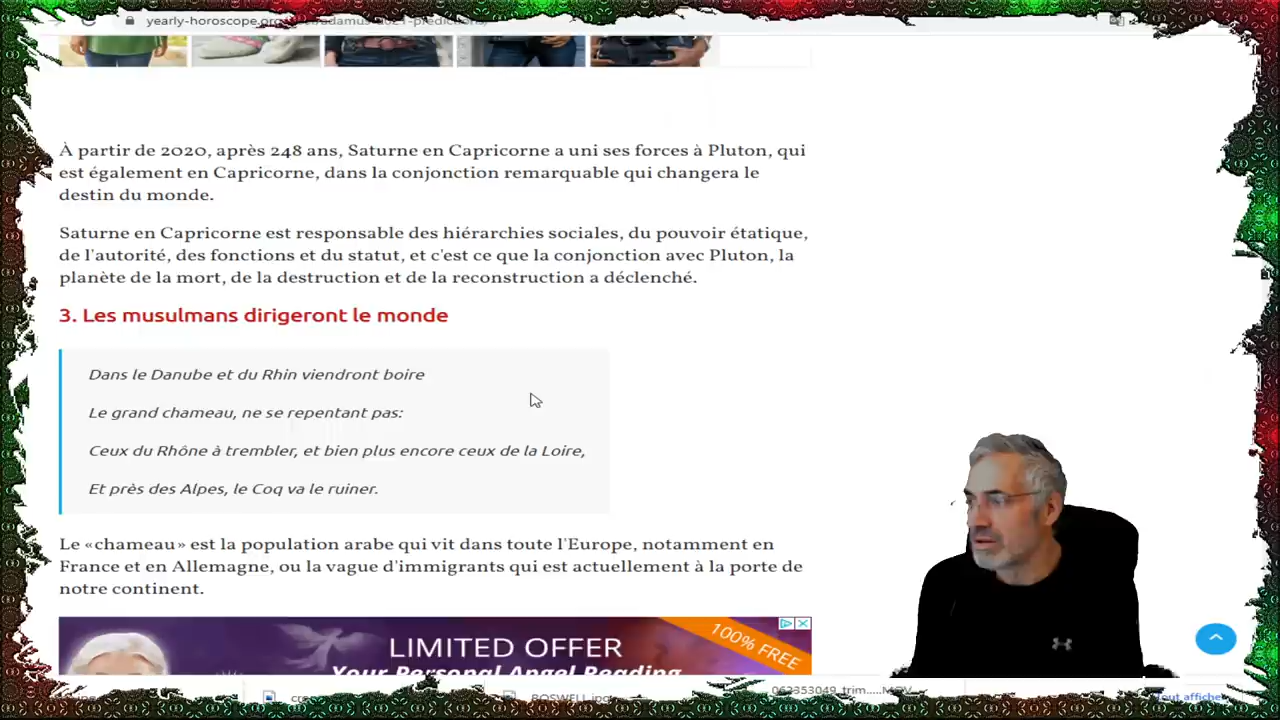 yearly-horoscope.org
À partir de 2020, après 248 ans, Saturne en Capricorne a uni ses forces à Pluton, qui
est également en Capricorne, dans la conjonction remarquable qui changera le
destin du monde.
Saturne en Capricorne est responsable des hiérarchies sociales, du pouvoir étatique,
de l'autorité, des fonctions et du statut, et c'est ce que la conjonction avec Pluton, la
planète de la mort, de la destruction et de la reconstruction a déclenché.
3. Les musulmans dirigeront le monde
Dans le Danube et du Rhin viendront boire
Le grand chameau, ne se repentant pas:
Ceux du Rhône à trembler, et bien plus encore ceux de la Loire,
Et près des Alpes, le Coq va le ruiner.
Le «chameau» est la population arabe qui vit dans toute l'Europe, notamment en
France et en Allemagne, ou la vague d'immigrants qui est actuellement à la porte de
notre continent.
LIMITED OFFER
100% FREE
Your Personal Angel Reading
BOSWELL.jpg
Tout afficher